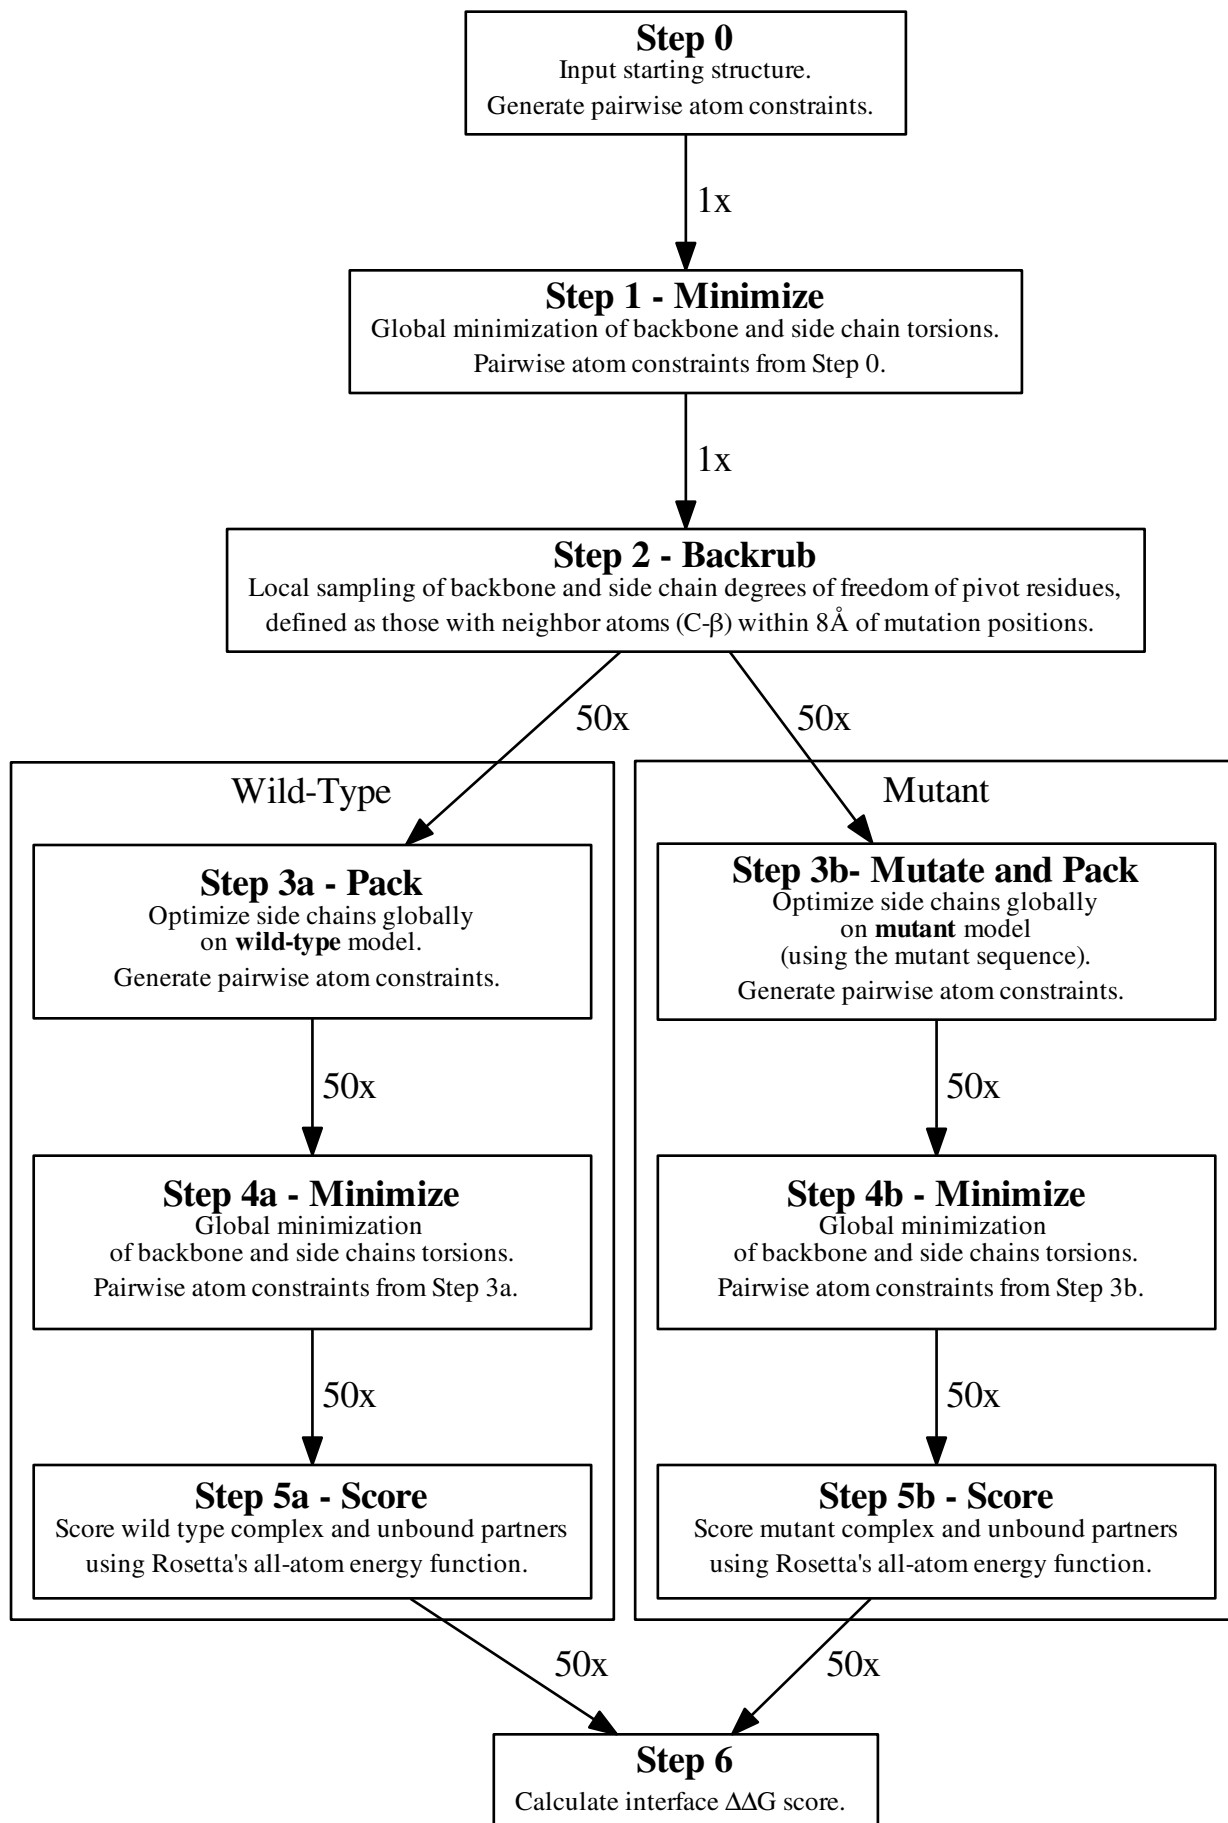 Step 0
Input starting structure.
Generate pairwise atom constraints.
1x
Step 1 - Minimize
Global minimization of backbone and side chain torsions.
Pairwise atom constraints from Step 0.
1x
Step 2 - Backrub
Local sampling of backbone and side chain degrees of freedom of pivot residues,
defined as those with neighbor atoms (C-β) within 8Å of mutation positions.
50x
50x
Wild-Type
Step 3a - Pack
Optimize side chains globally
on wild-type model.
Generate pairwise atom constraints.
50x
Step 4a - Minimize
Global minimization
of backbone and side chains torsions.
Pairwise atom constraints from Step 3a.
50x
Step 5a - Score
Score wild type complex and unbound partners
using Rosetta's all-atom energy function.
50x
Mutant
Step 3b- Mutate and Pack
Optimize side chains globally
on mutant model
(using the mutant sequence).
Generate pairwise atom constraints.
50x
Step 4b - Minimize
Global minimization
of backbone and side chains torsions.
Pairwise atom constraints from Step 3b.
50x
Step 5b - Score
Score mutant complex and unbound partners
using Rosetta's all-atom energy function.
50x
Step 6
Calculate interface ΔΔG score.